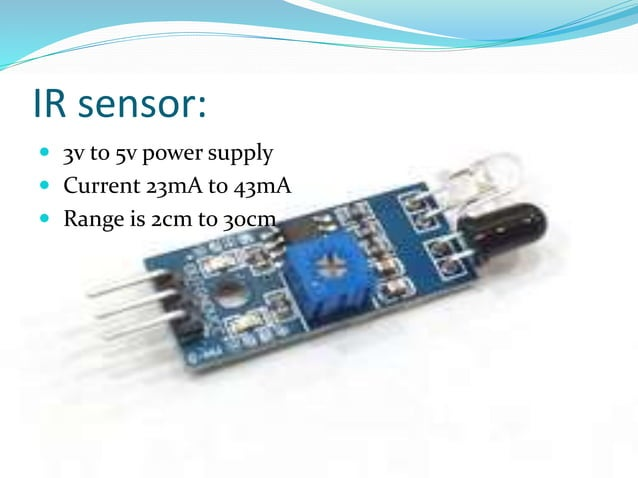 IR sensor:
3v to 5v power supply
Current 23mA to 43mA
Range is 2cm to 30cm